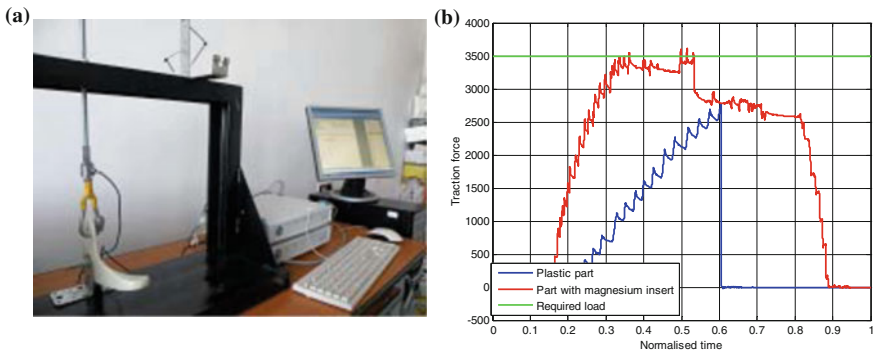 (a)
(b)
4000
3500
3000
2500
2000
1500
1000
500
0
-500
Traction force
Plastic part
Part with magnesium insert
Required load
0 0.1 0.2 0.3 0.4 0.5 0.6 0.7 0.8 0.9 1
Normalised time